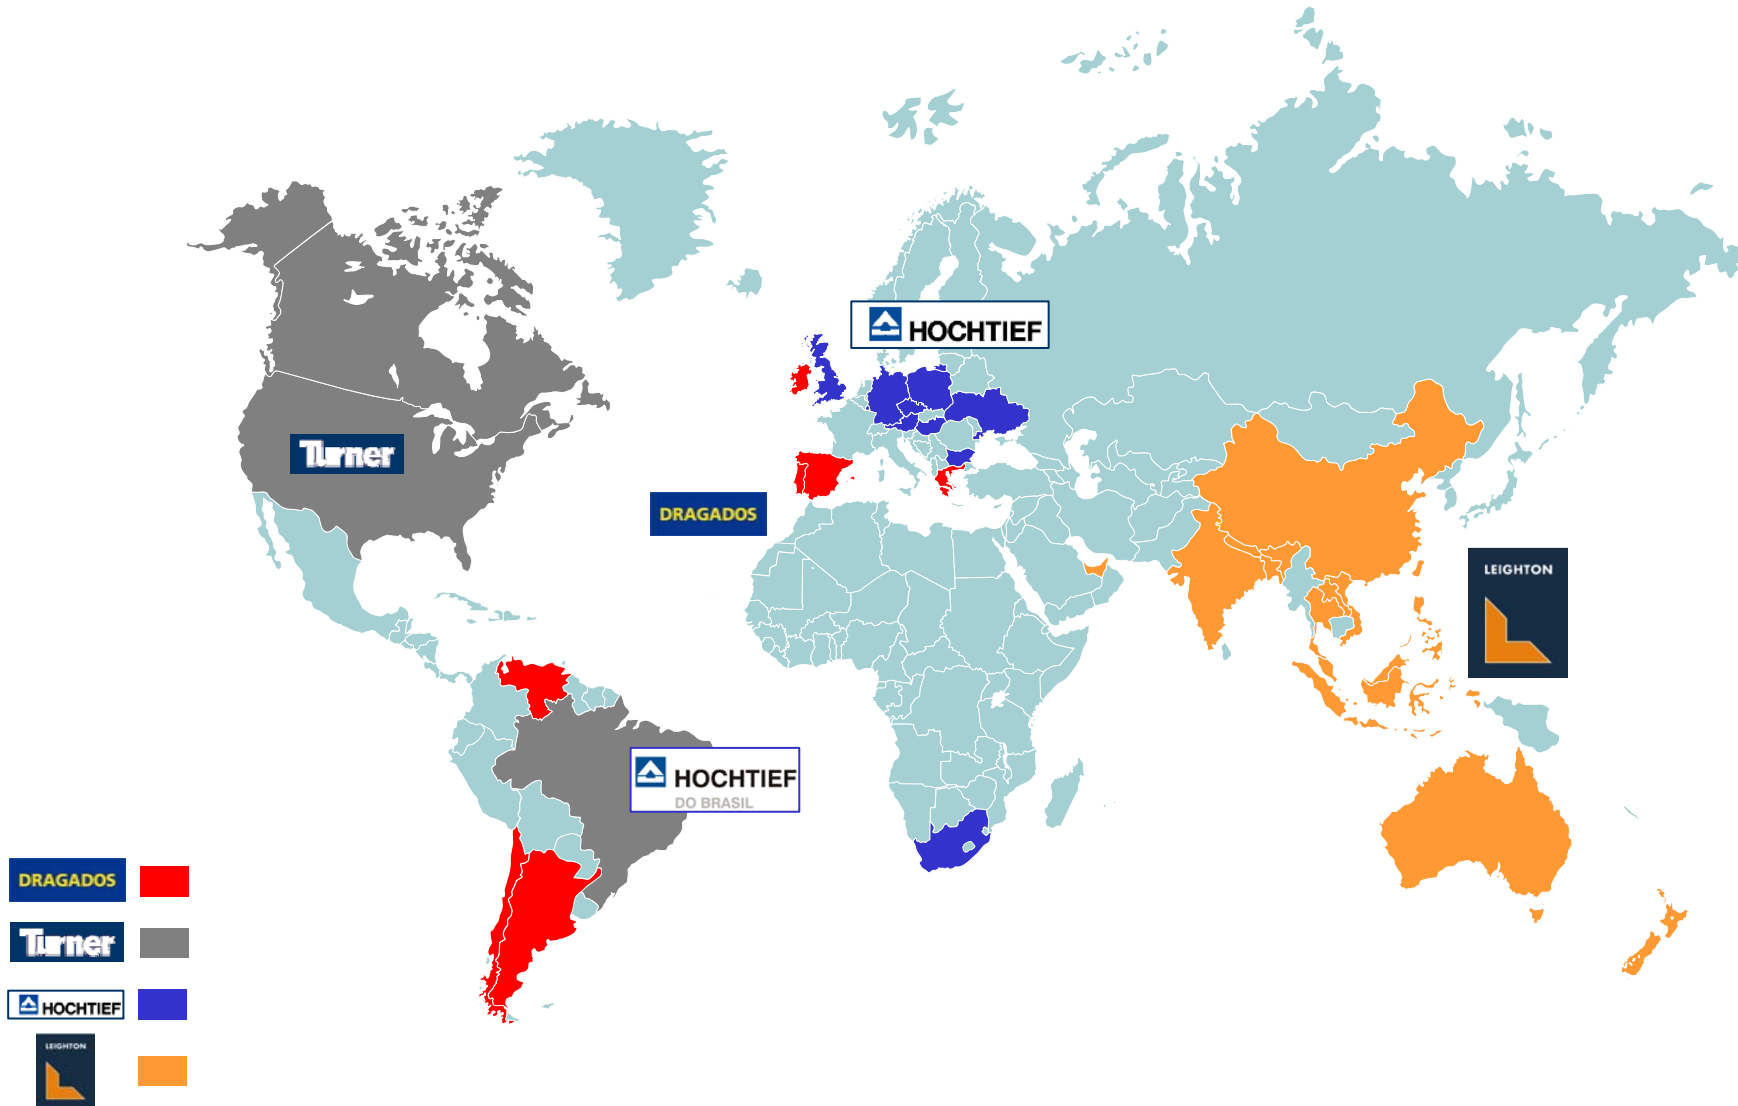 HOCHTIEF
Turner
DRAGADOS
LEIGHTON
HOCHTIEF
DO BRASIL
DRAGADOS
Turner
HOCHTIEF
LEIGHTON